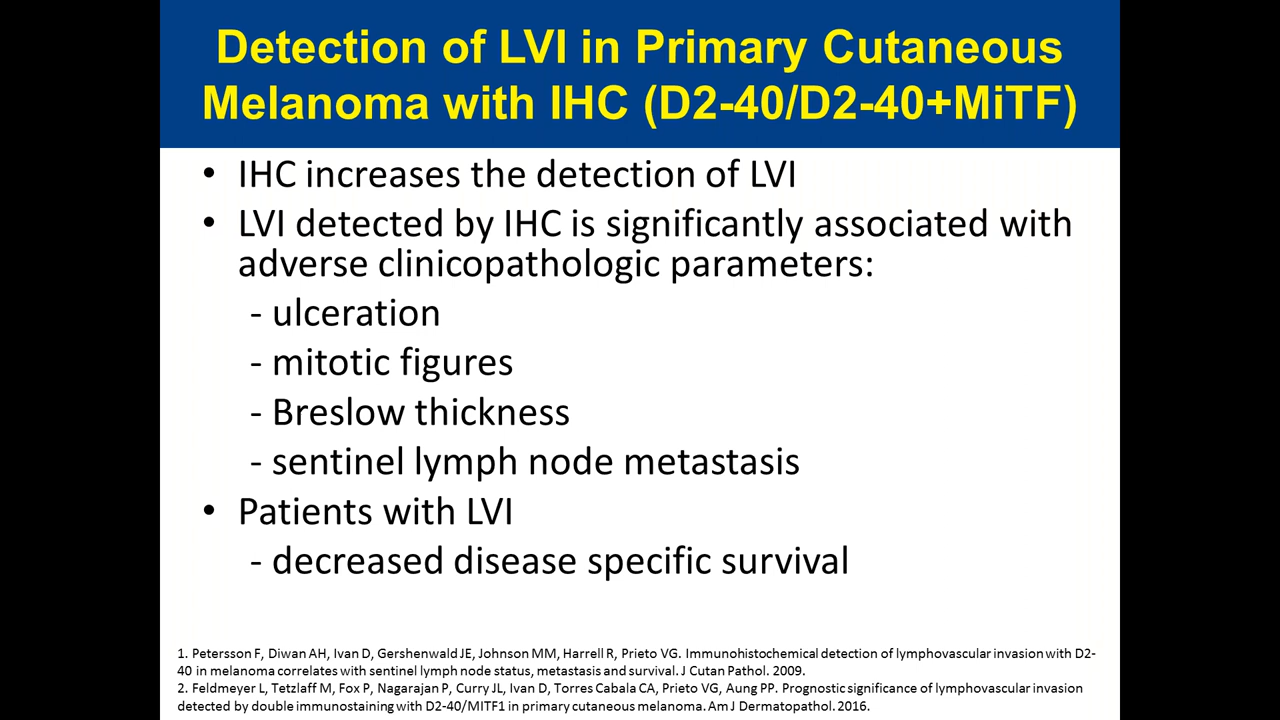 Detection of LVI in Primary Cutaneous
Melanoma with IHC (D2-40/D2-40+MiTF)
• IHC increases the detection of LVI
• LVI detected by IHC is significantly associated with
adverse clinicopathologic parameters:
- ulceration
- mitotic figures
- Breslow thickness
- sentinel lymph node metastasis
• Patients with LVI
- decreased disease specific survival
1. Petersson F, Diwan AH, Ivan D, Gershenwald JE, Johnson MM, Harrell R, Prieto VG. Immunohistochemical detection of lymphovascular invasion with D2-
40 in melanoma correlates with sentinel lymph node status, metastasis and survival. J Cutan Pathol. 2009.
2. Feldmeyer L, Tetzlaff M, Fox P, Nagarajan P, Curry JL, Ivan D, Torres Cabala CA, Prieto VG, Aung PP. Prognostic significance of lymphovascular invasion
detected by double immunostaining with D2-40/MITF1 in primary cutaneous melanoma. Am J Dermatopathol. 2016.